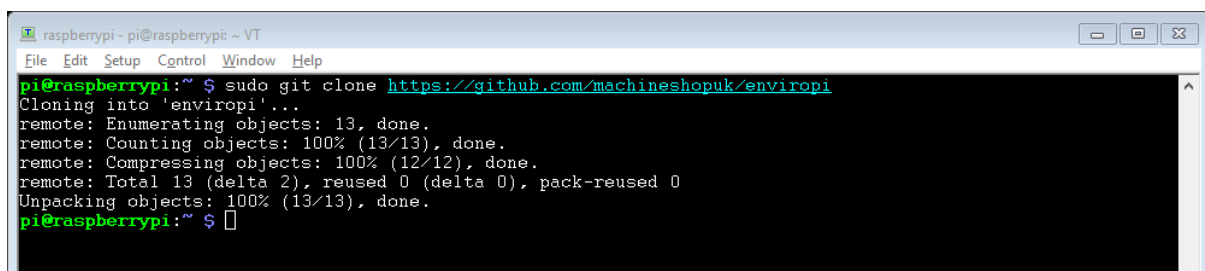 raspberrypi - pi@raspberrypi: ~ VT
File Edit Setup Control Window Help
pi@raspberrypi:~ $ sudo git clone https://github.com/machineshopuk/enviropi
Cloning into 'enviropi'...
remote: Enumerating objects: 13, done.
remote: Counting objects: 100% (13/13), done.
remote: Compressing objects: 100% (12/12), done.
remote: Total 13 (delta 2), reused 0 (delta 0), pack-reused 0
Unpacking objects: 100% (13/13), done.
pi@raspberrypi:~ $